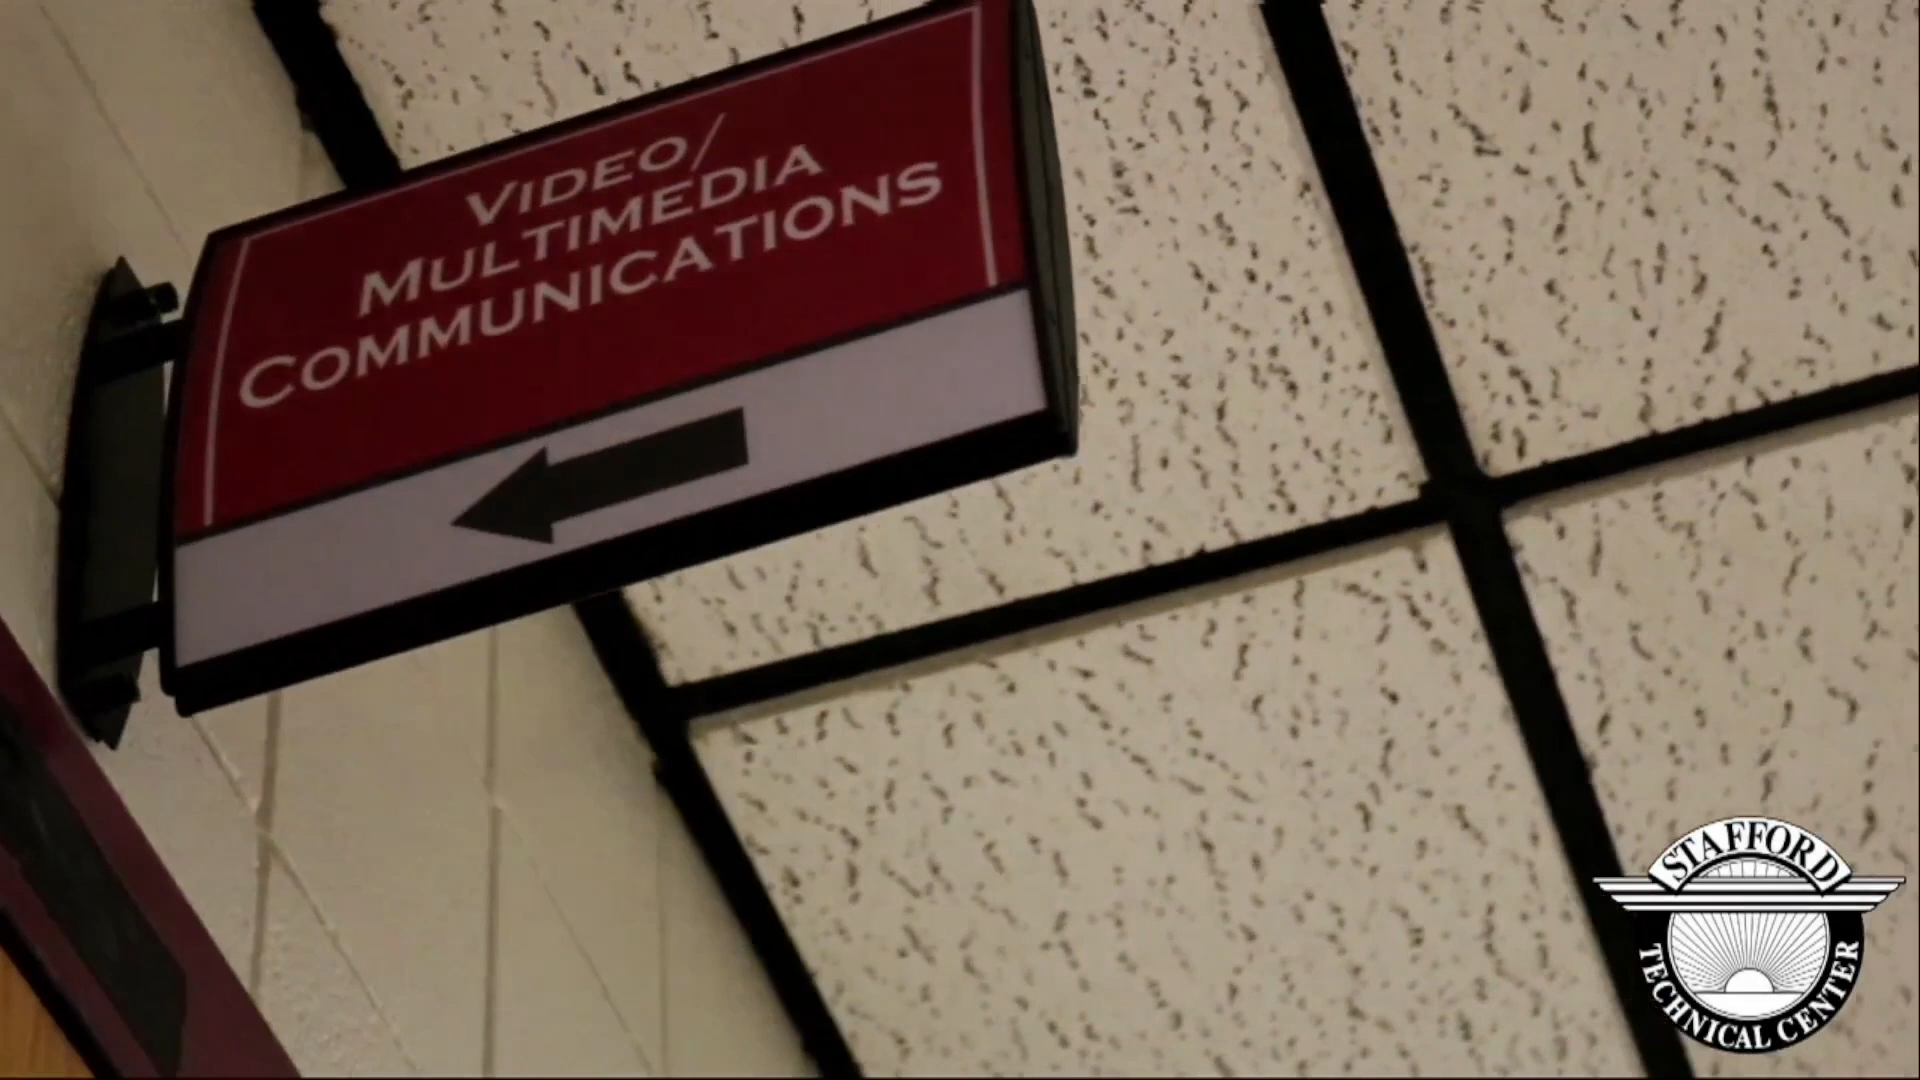 VIDEO/
MULTIMEDIA
COMMUNICATIONS
STAFFORD
TECHNICAL CENTER